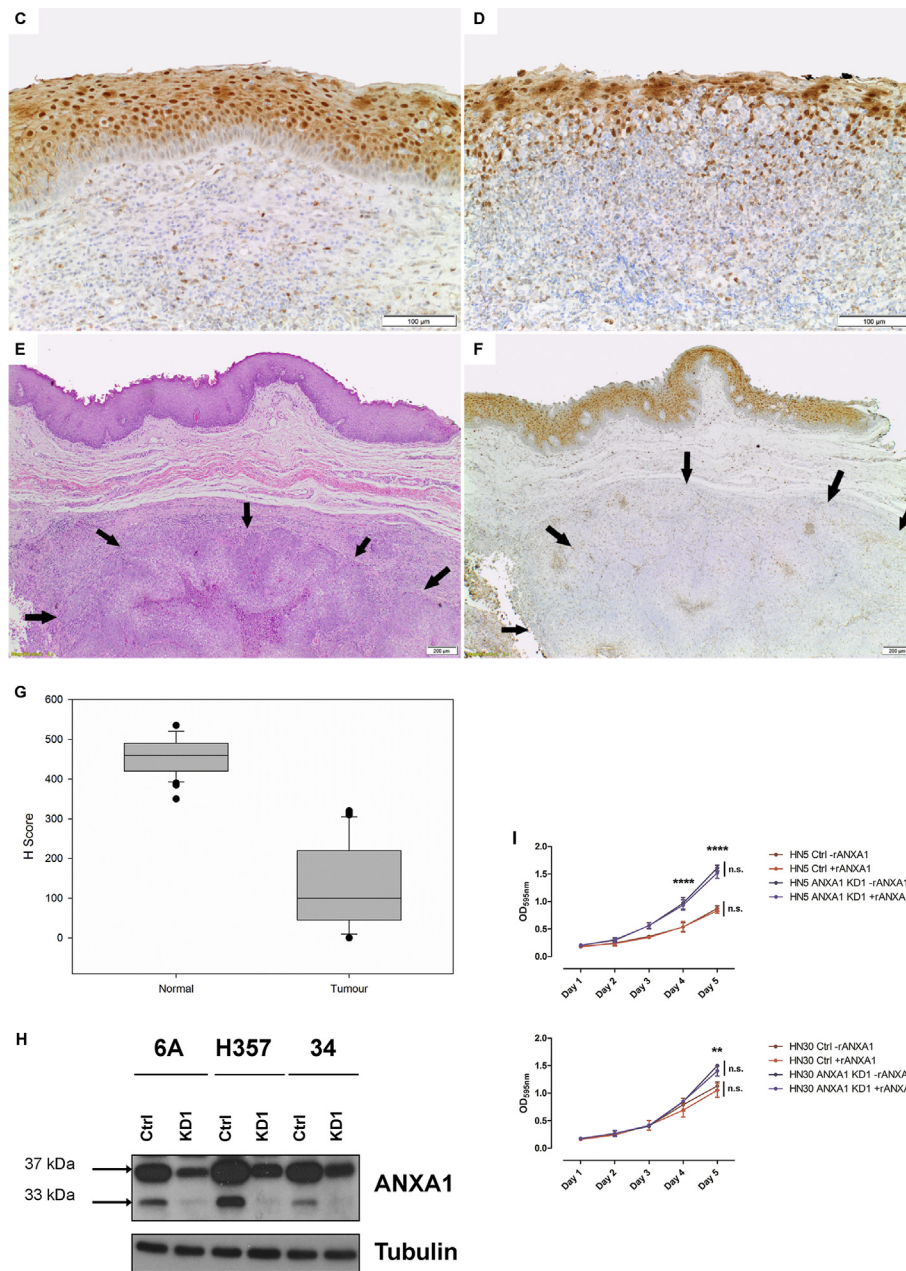 C
D
100 µm
100 µm
E
F
200 µm
G
600
500
400
300
200
100
0
H Score
Normal
Tumour
H
6A
H357
34
Ctrl
KD1
Ctrl
KD1
Ctrl
KD1
37 kDa
33 kDa
ANXA1
Tubulin
I
2.0
1.5
1.0
0.5
0.0
OD595nm
****
****
n.s.
n.s.
Day 1
Day 2
Day 3
Day 4
Day 5
HN5 Ctrl -rANXA1
HN5 Ctrl +rANXA1
HN5 ANXA1 KD1 -rANXA1
HN5 ANXA1 KD1 +rANXA
2.0
1.5
1.0
0.5
0.0
OD595nm
**
n.s.
n.s.
Day 1
Day 2
Day 3
Day 4
Day 5
HN30 Ctrl -rANXA1
HN30 Ctrl +rANXA1
HN30 ANXA1 KD1 -rANXA
HN30 ANXA1 KD1 +rANXA